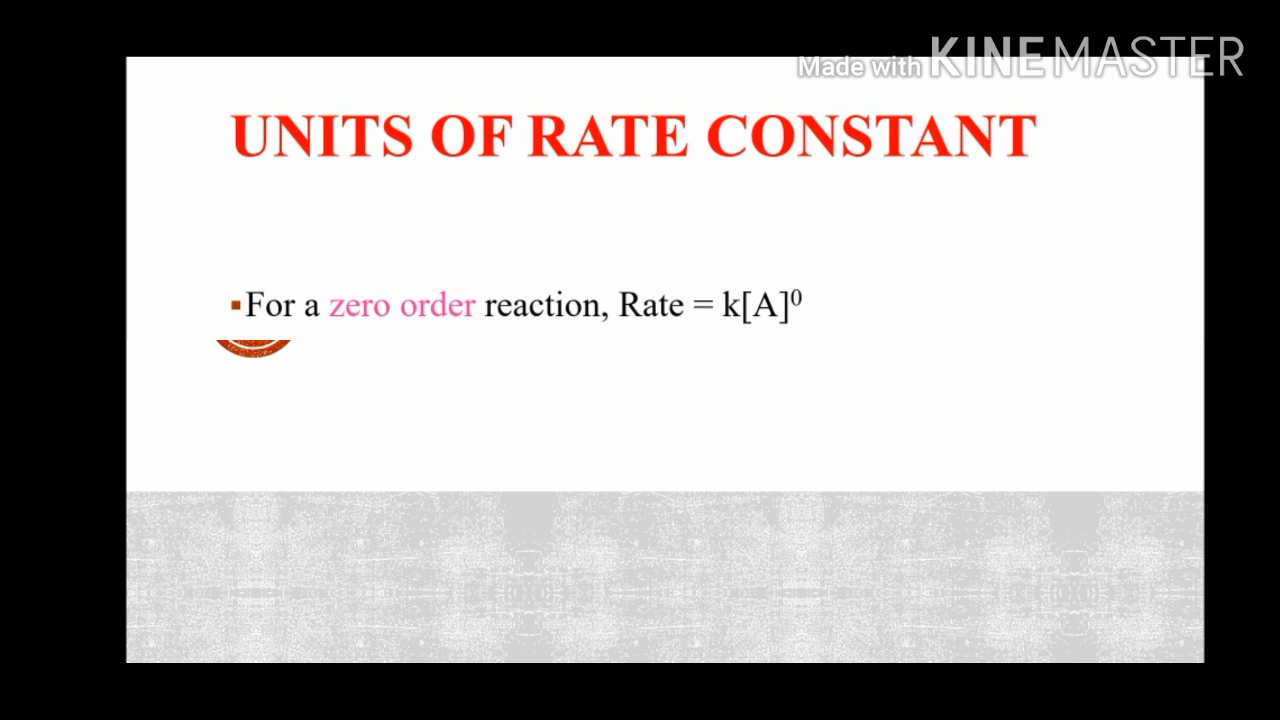 Made with KINEMASTER
UNITS OF RATE CONSTANT
▪For a zero order reaction, Rate = k[A]⁰